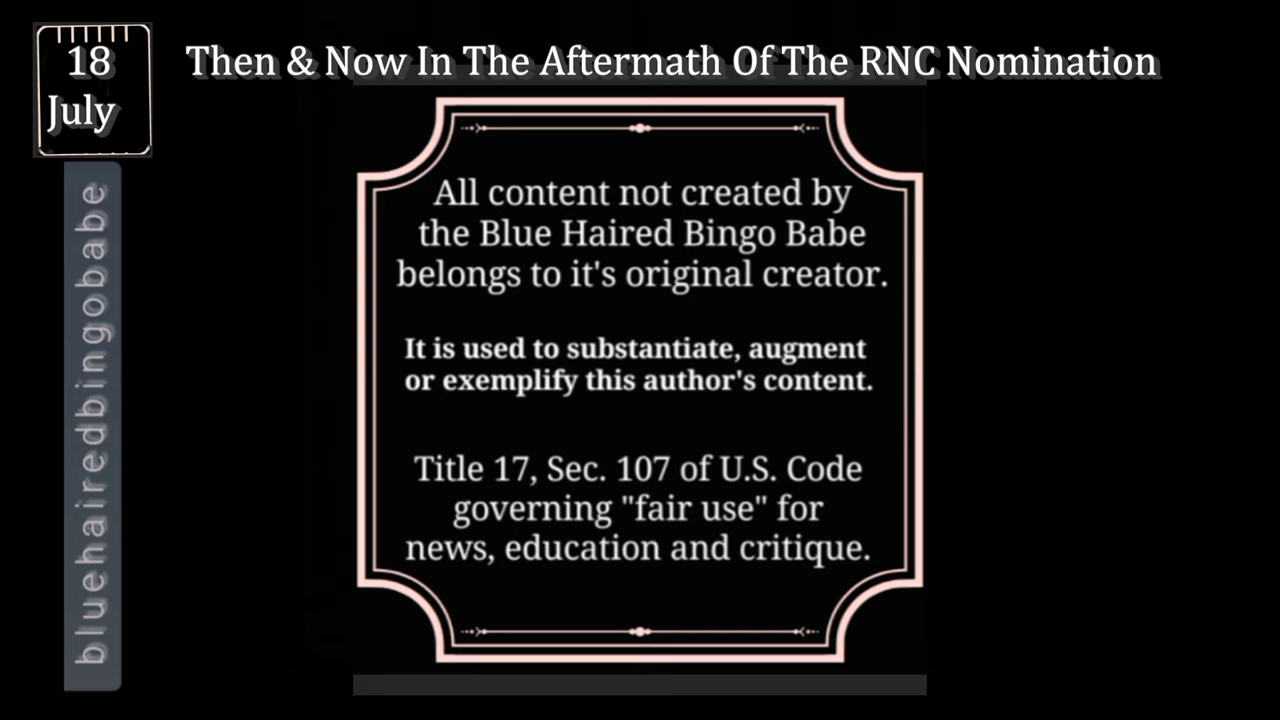 18
July
Then & Now In The Aftermath Of The RNC Nomination
bluehairedbingobabe
All content not created by
the Blue Haired Bingo Babe
belongs to it's original creator.
It is used to substantiate, augment
or exemplify this author's content.
Title 17, Sec. 107 of U.S. Code
governing "fair use" for
news, education and critique.